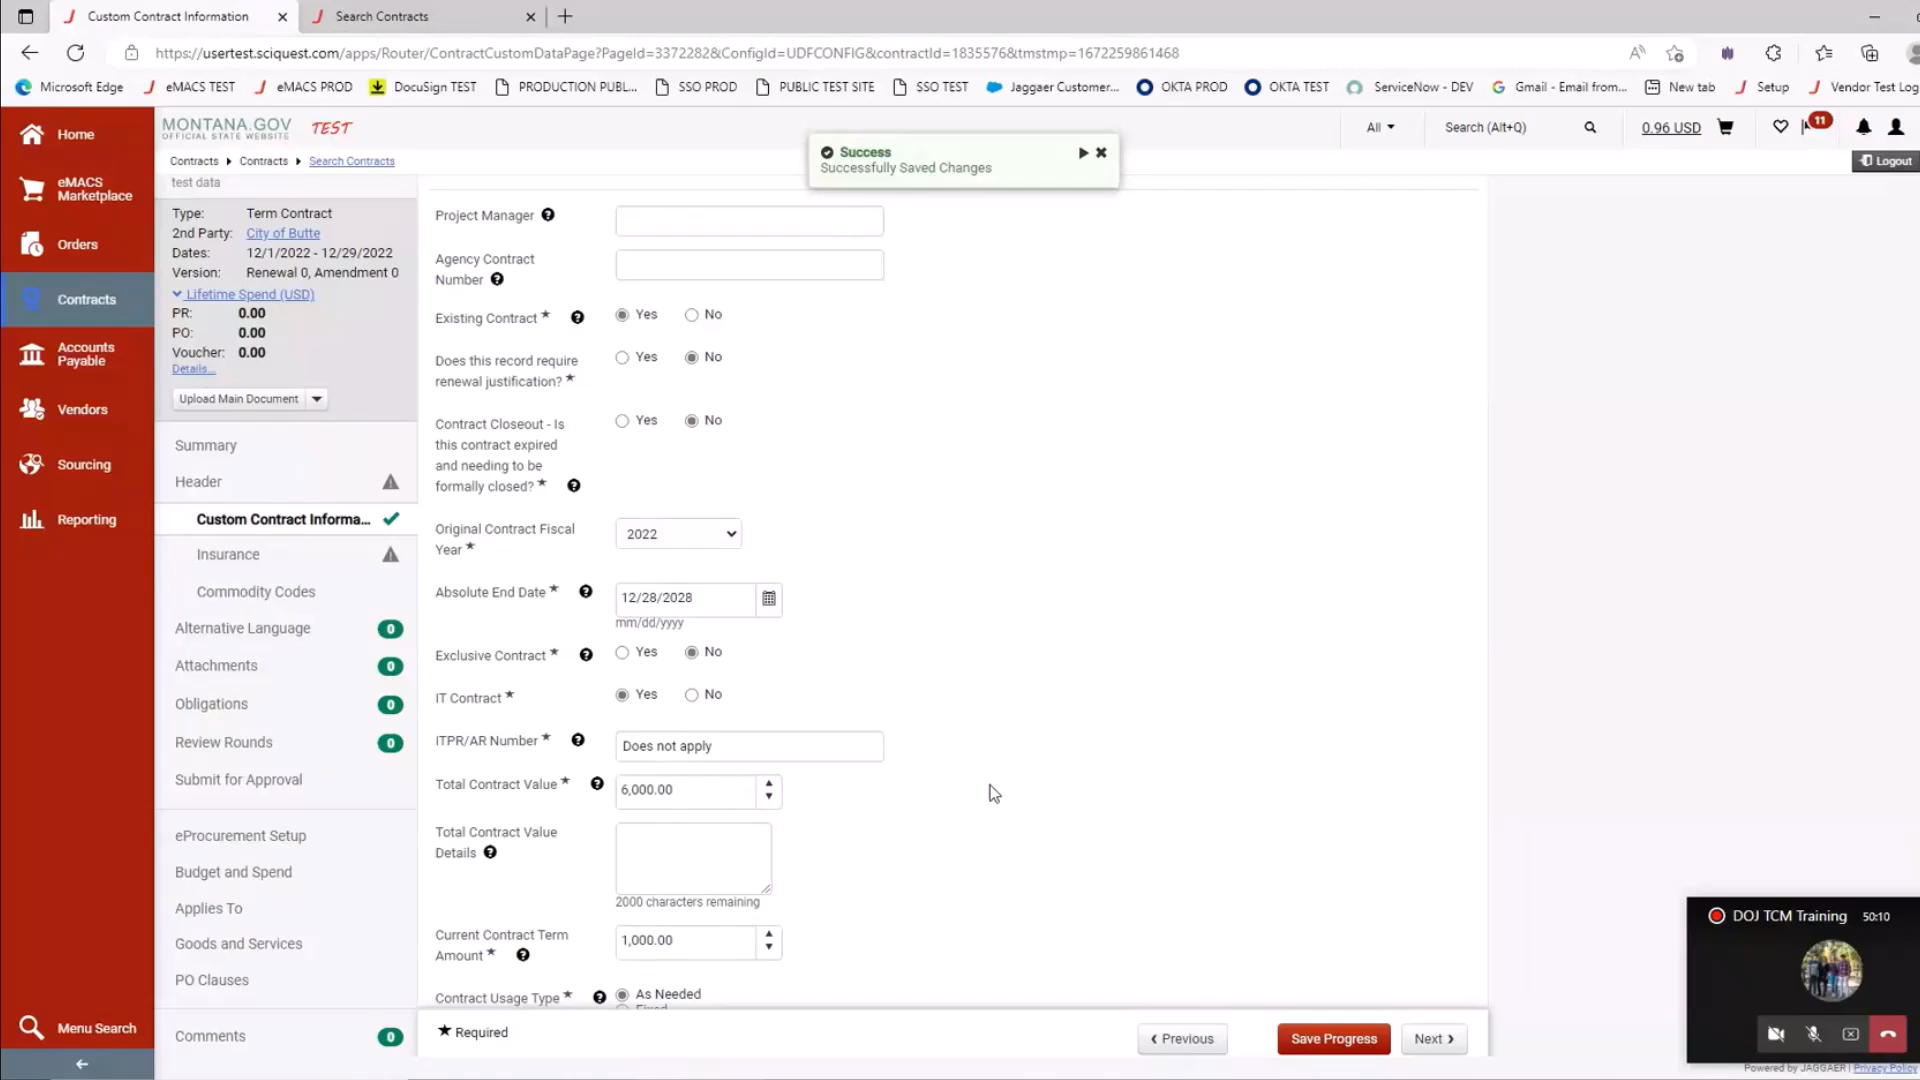 Custom Contract Information
Search Contracts
https://usertest.sciquest.com/apps/Router/ContractCustomDataPage?PageId=3372282&ConfigId=UDFCONFIG&contractId=1835576&tmstmp=1672259861468
Microsoft Edge
eMACS TEST
eMACS PROD
DocuSign TEST
PRODUCTION PUBL...
SSO PROD
PUBLIC TEST SITE
SSO TEST
Jaggaer Customer...
OKTA PROD
OKTA TEST
ServiceNow - DEV
Gmail - Email from...
New tab
Setup
Vendor Test Log
Home
eMACS
Marketplace
Orders
Contracts
Accounts
Payable
Vendors
Sourcing
Reporting
Menu Search
MONTANA.GOV
OFFICIAL STATE WEBSITE
TEST
All
Search (Alt+Q)
0.96 USD
11
Logout
Contracts
Contracts
Search Contracts
Success
Successfully Saved Changes
test data
Type: Term Contract
2nd Party: City of Butte
Dates: 12/1/2022 - 12/29/2022
Version: Renewal 0, Amendment 0
Lifetime Spend (USD)
PR: 0.00
PO: 0.00
Voucher: 0.00
Details...
Upload Main Document
Summary
Header
Custom Contract Informa...
Insurance
Commodity Codes
Alternative Language 0
Attachments 0
Obligations 0
Review Rounds 0
Submit for Approval
eProcurement Setup
Budget and Spend
Applies To
Goods and Services
PO Clauses
Comments 0
Project Manager
Agency Contract
Number
Existing Contract ★ Yes No
Does this record require
renewal justification? ★ Yes No
Contract Closeout - Is
this contract expired
and needing to be
formally closed? ★ Yes No
Original Contract Fiscal
Year ★ 2022
Absolute End Date ★ 12/28/2028
mm/dd/yyyy
Exclusive Contract ★ Yes No
IT Contract ★ Yes No
ITPR/AR Number ★ Does not apply
Total Contract Value ★ 6,000.00
Total Contract Value
Details
2000 characters remaining
Current Contract Term
Amount ★ 1,000.00
Contract Usage Type ★ As Needed
Fixed
★ Required
Previous
Save Progress
Next
DOJ TCM Training 50:10
Powered by JAGGAER | Privacy Policy